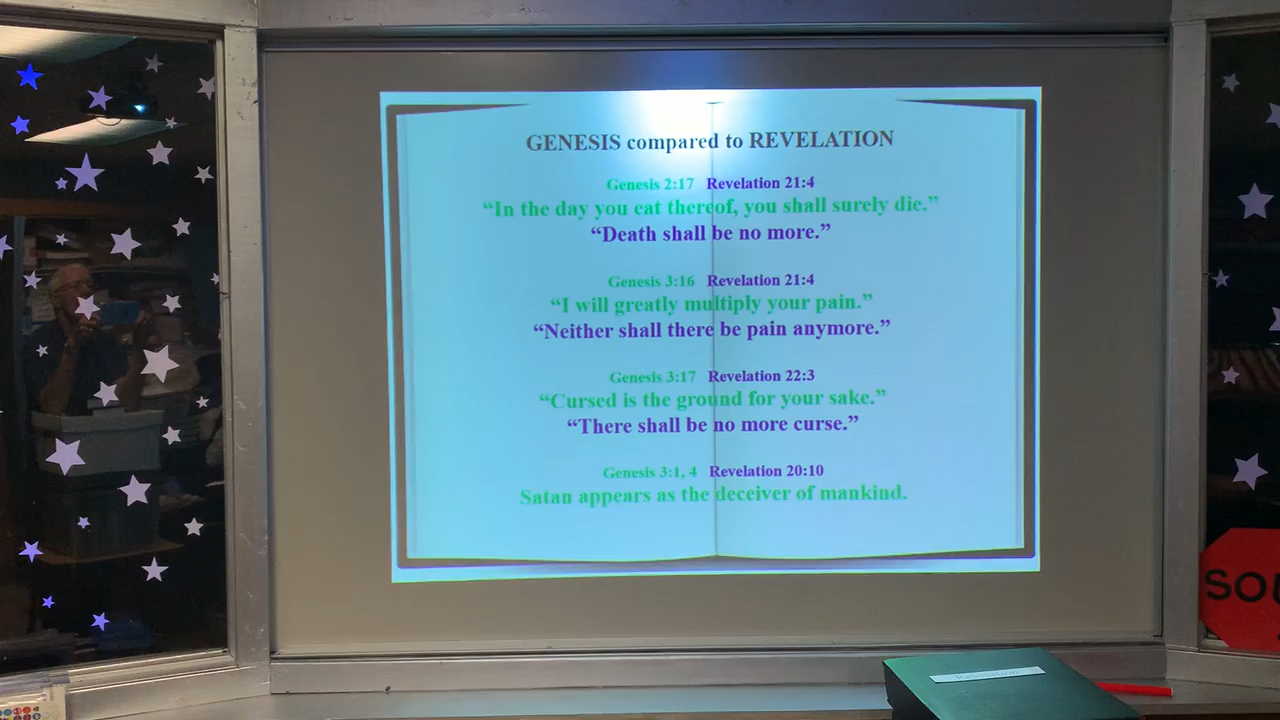 GENESIS compared to REVELATION
Genesis 2:17 Revelation 21:4
“In the day you eat thereof, you shall surely die.”
“Death shall be no more.”
Genesis 3:16 Revelation 21:4
“I will greatly multiply your pain.”
“Neither shall there be pain anymore.”
Genesis 3:17 Revelation 22:3
“Cursed is the ground for your sake.”
“There shall be no more curse.”
Genesis 3:1, 4 Revelation 20:10
Satan appears as the deceiver of mankind.
SOU
Revelation